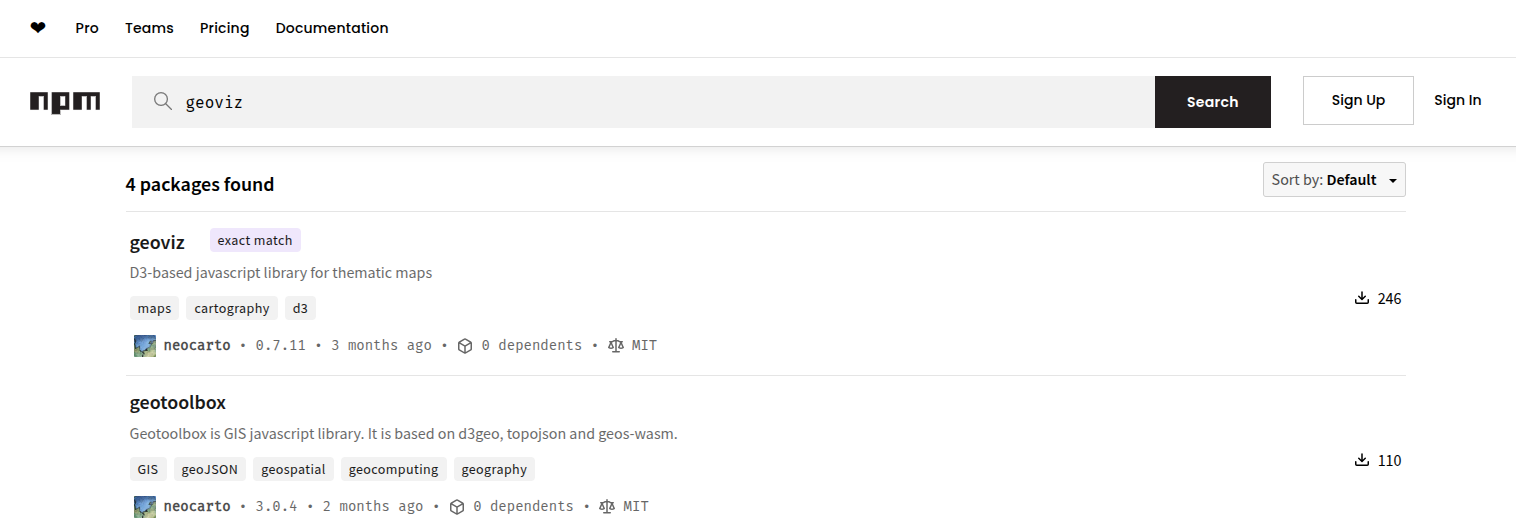 ❤ Pro Teams Pricing Documentation
npm geoviz Search Sign Up Sign In
4 packages found Sort by: Default
geoviz exact match
D3-based javascript library for thematic maps
maps cartography d3 246
neocarto • 0.7.11 • 3 months ago • 0 dependents • MIT
geotoolbox
Geotoolbox is GIS javascript library. It is based on d3geo, topojson and geos-wasm.
GIS geoJSON geospatial geocomputing geography 110
neocarto • 3.0.4 • 2 months ago • 0 dependents • MIT